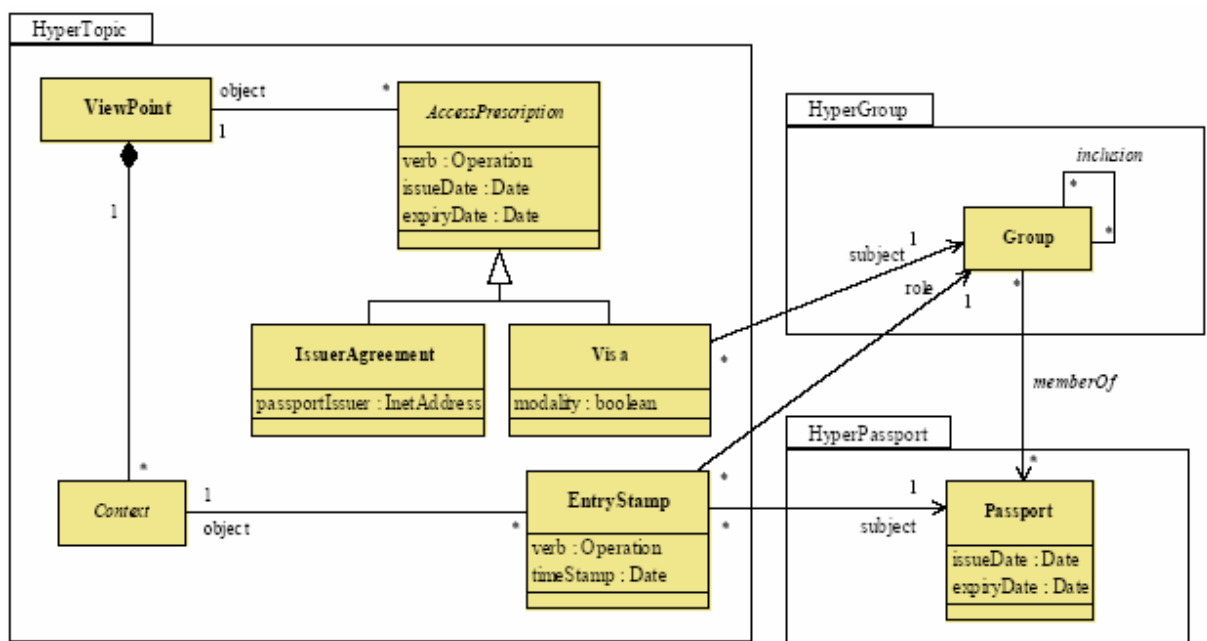 HyperTopic
ViewPoint
object
*
1
AccessPrescription
verb : Operation
issueDate : Date
expiryDate : Date
1
IssuerAgreement
passportIssuer : InetAddress
Visa
modality : boolean
*
subject
1
role
1
*
Context
1
object
*
EntryStamp
verb : Operation
timeStamp : Date
*
*
1
subject
HyperGroup
inclusion
*
*
Group
*
memberOf
*
HyperPassport
Passport
issueDate : Date
expiryDate : Date